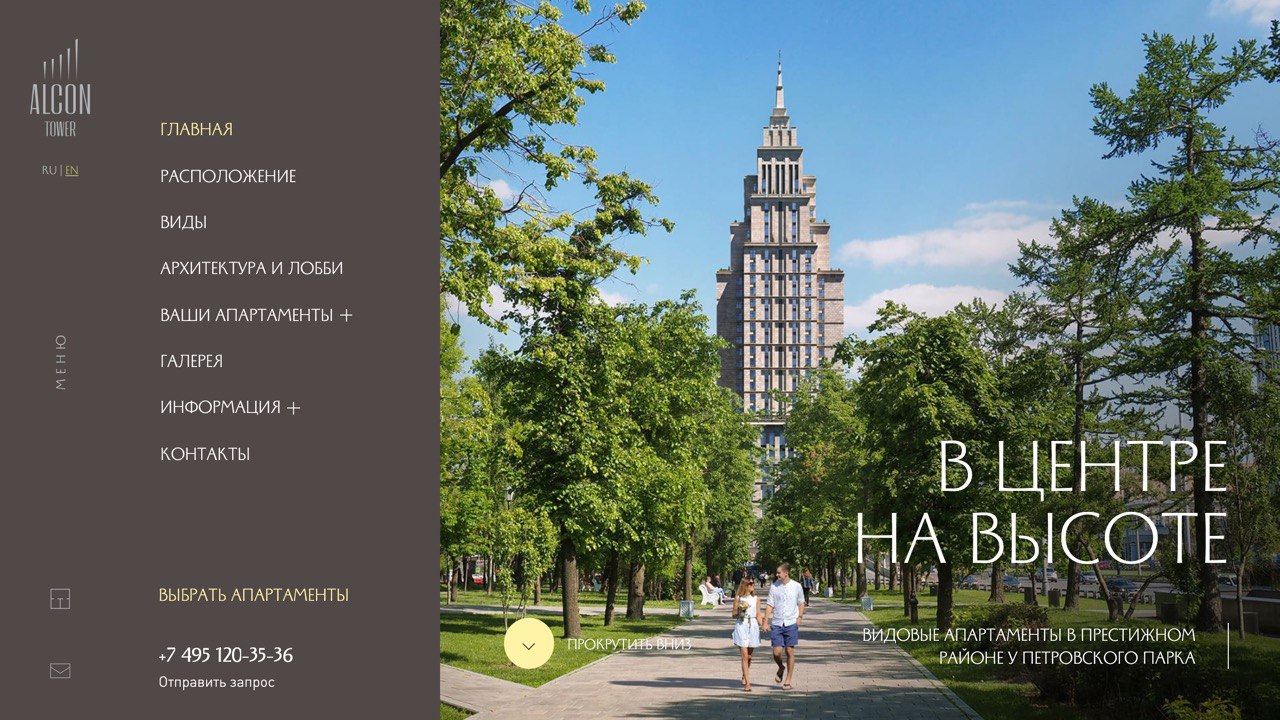 ALCON
TOWER
RU | EN
МЕНЮ
ГЛАВНАЯ
РАСПОЛОЖЕНИЕ
ВИДЫ
АРХИТЕКТУРА И ЛОББИ
ВАШИ АПАРТАМЕНТЫ +
ГАЛЕРЕЯ
ИНФОРМАЦИЯ +
КОНТАКТЫ
ВЫБРАТЬ АПАРТАМЕНТЫ
+7 495 120-35-36
Отправить запрос
В ЦЕНТРЕ
НА ВЫСОТЕ
ПРОКРУТИТЬ ВНИЗ
ВИДОВЫЕ АПАРТАМЕНТЫ В ПРЕСТИЖНОМ
РАЙОНЕ У ПЕТРОВСКОГО ПАРКА